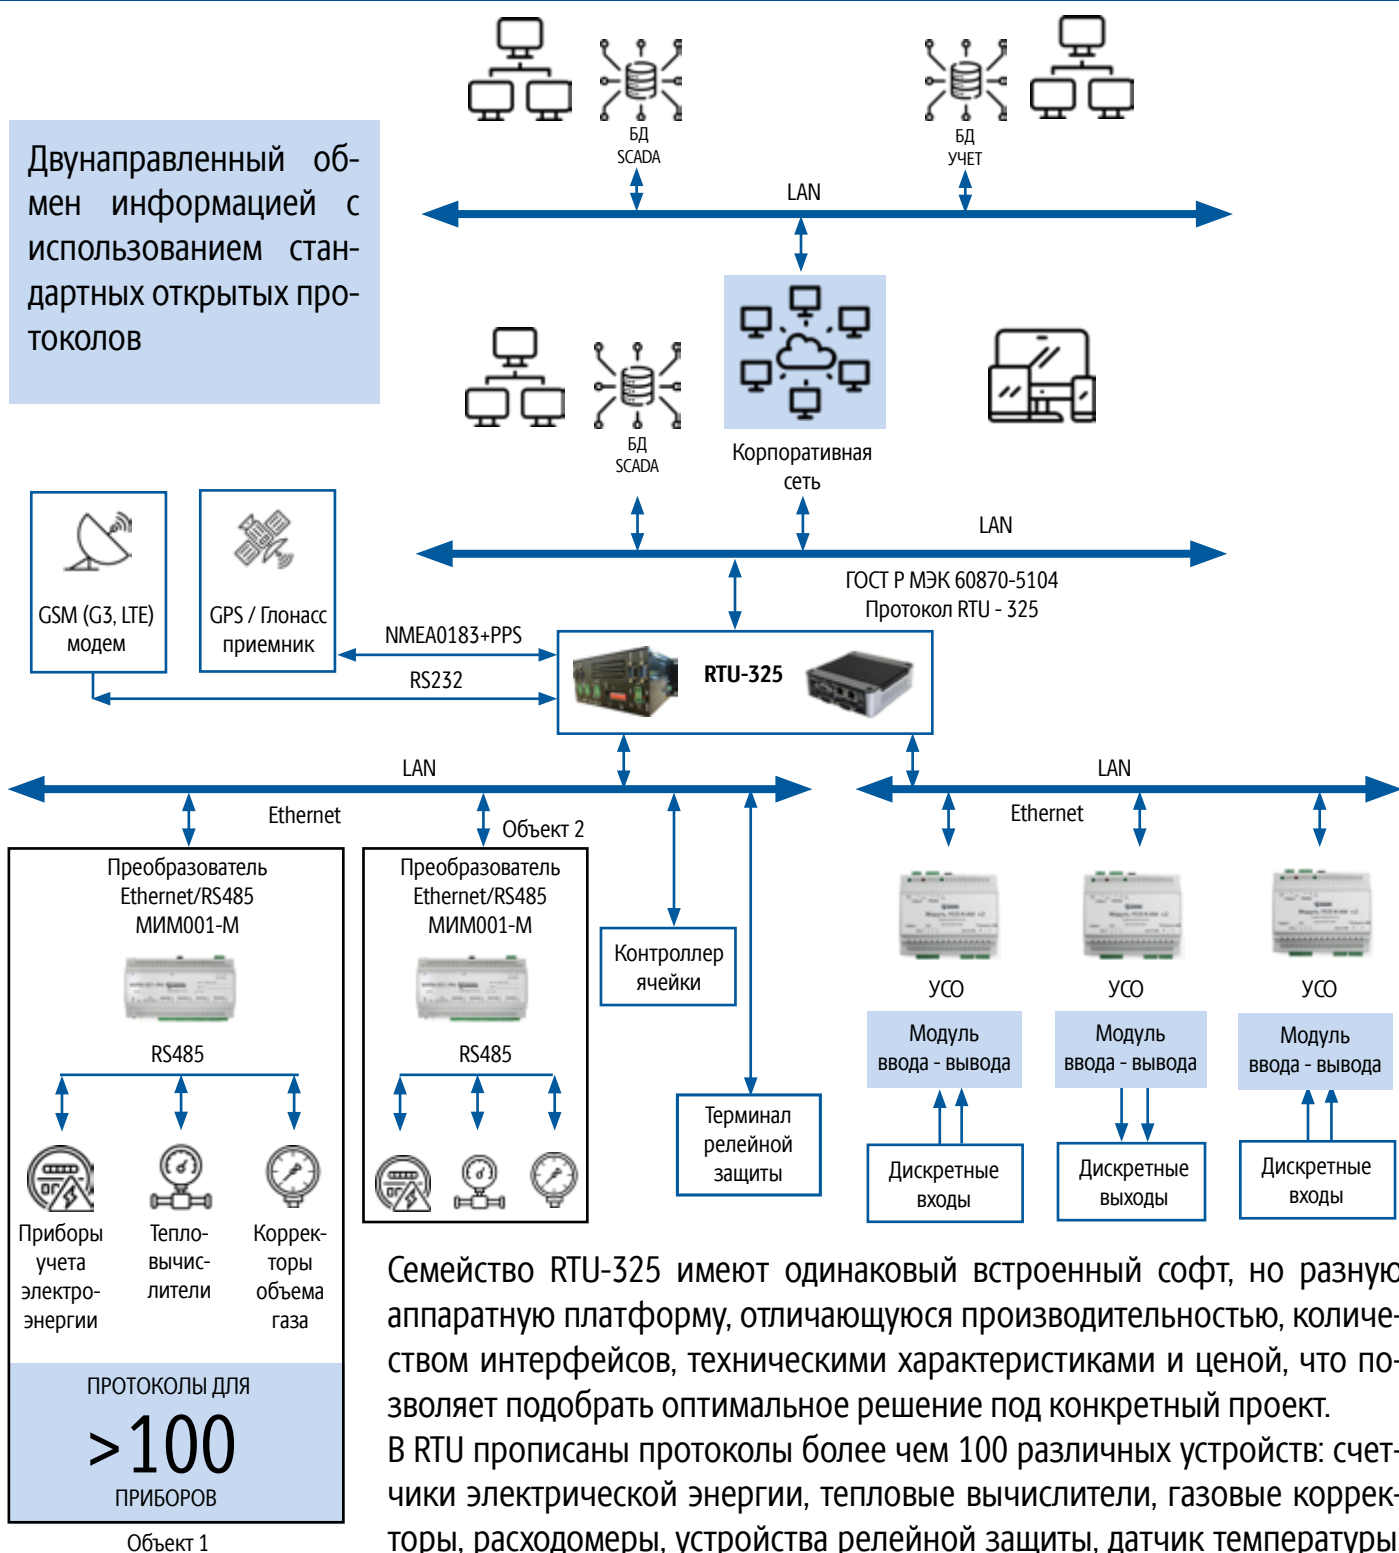 БД
SCADA
БД
УЧЕТ
Двунаправленный об-
мен информацией с
использованием стан-
дартных открытых про-
токолов
LAN
БД
SCADA
Корпоративная
сеть
LAN
GSM (G3, LTE)
модем
GPS / Глонасс
приемник
ГОСТ Р МЭК 60870-5104
Протокол RTU - 325
NMEA0183+PPS
RS232
RTU-325
LAN
Ethernet
LAN
Ethernet
Объект 2
Преобразователь
Ethernet/RS485
МИМ001-М
RS485
Преобразователь
Ethernet/RS485
МИМ001-М
RS485
Контроллер
ячейки
Терминал
релейной
защиты
УСО
Модуль
ввода - вывода
Дискретные
входы
УСО
Модуль
ввода - вывода
Дискретные
выходы
УСО
Модуль
ввода - вывода
Дискретные
входы
Приборы
учета
электро-
энергии
Тепло-
вычис-
лители
Коррек-
торы
объема
газа
ПРОТОКОЛЫ ДЛЯ
>100
ПРИБОРОВ
Объект 1
Семейство RTU-325 имеют одинаковый встроенный софт, но разную
аппаратную платформу, отличающуюся производительностью, количе-
ством интерфейсов, техническими характеристиками и ценой, что по-
зволяет подобрать оптимальное решение под конкретный проект.
В RTU прописаны протоколы более чем 100 различных устройств: счет-
чики электрической энергии, тепловые вычислители, газовые коррек-
торы, расходомеры, устройства релейной защиты, датчик температуры